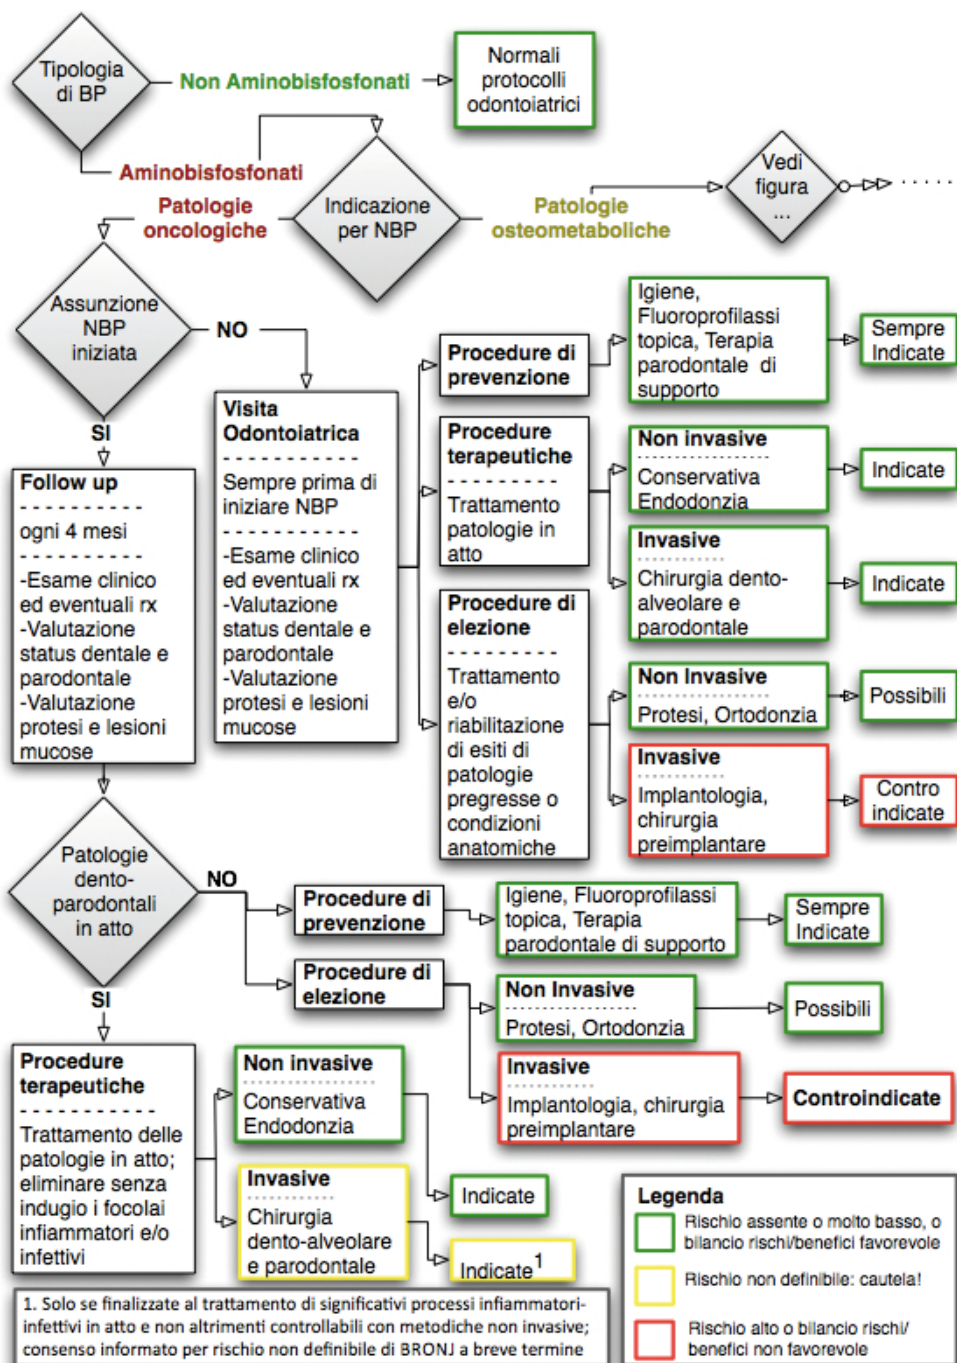 Tipologia
di BP
Non Aminobisfosfonati
Normali
protocolli
odontoiatrici
Aminobisfosfonati
Indicazione
per NBP
Patologie
oncologiche
Patologie
osteometaboliche
Vedi
figura
...
Assunzione
NBP
iniziata
NO
SI
Visita
Odontoiatrica
Sempre prima di
iniziare NBP
-Esame clinico
ed eventuali rx
-Valutazione
status dentale e
parodontale
-Valutazione
protesi e lesioni
mucose
Procedure di
prevenzione
Igiene,
Fluoroprofilassi
topica, Terapia
parodontale di
supporto
Sempre
Indicate
Procedure
terapeutiche
Trattamento
patologie in
atto
Non invasive
Conservativa
Endodonzia
Indicate
Invasive
Chirurgia dento-
alveolare e
parodontale
Indicate
Procedure di
elezione
Trattamento
e/o
riabilitazione
di esiti di
patologie
pregresse o
condizioni
anatomiche
Non Invasive
Protesi, Ortodonzia
Possibili
Invasive
Implantologia,
chirurgia
preimplantare
Contro
indicate
Follow up
ogni 4 mesi
-Esame clinico
ed eventuali rx
-Valutazione
status dentale e
parodontale
-Valutazione
protesi e lesioni
mucose
Patologie
dento-
parodontali
in atto
NO
SI
Procedure di
prevenzione
Igiene, Fluoroprofilassi
topica, Terapia
parodontale di supporto
Sempre
Indicate
Procedure di
elezione
Non Invasive
Protesi, Ortodonzia
Possibili
Invasive
Implantologia, chirurgia
preimplantare
Controindicate
Procedure
terapeutiche
Trattamento delle
patologie in atto;
eliminare senza
indugio i focolai
infiammatori e/o
infettivi
Non invasive
Conservativa
Endodonzia
Indicate
Invasive
Chirurgia
dento-alveolare
e parodontale
Indicate1
Legenda
Rischio assente o molto basso, o
bilancio rischi/benefici favorevole
Rischio non definibile: cautela!
Rischio alto o bilancio rischi/
benefici non favorevole
1. Solo se finalizzate al trattamento di significativi processi infiammatori-
infettivi in atto e non altrimenti controllabili con metodiche non invasive;
consenso informato per rischio non definibile di BRONJ a breve termine